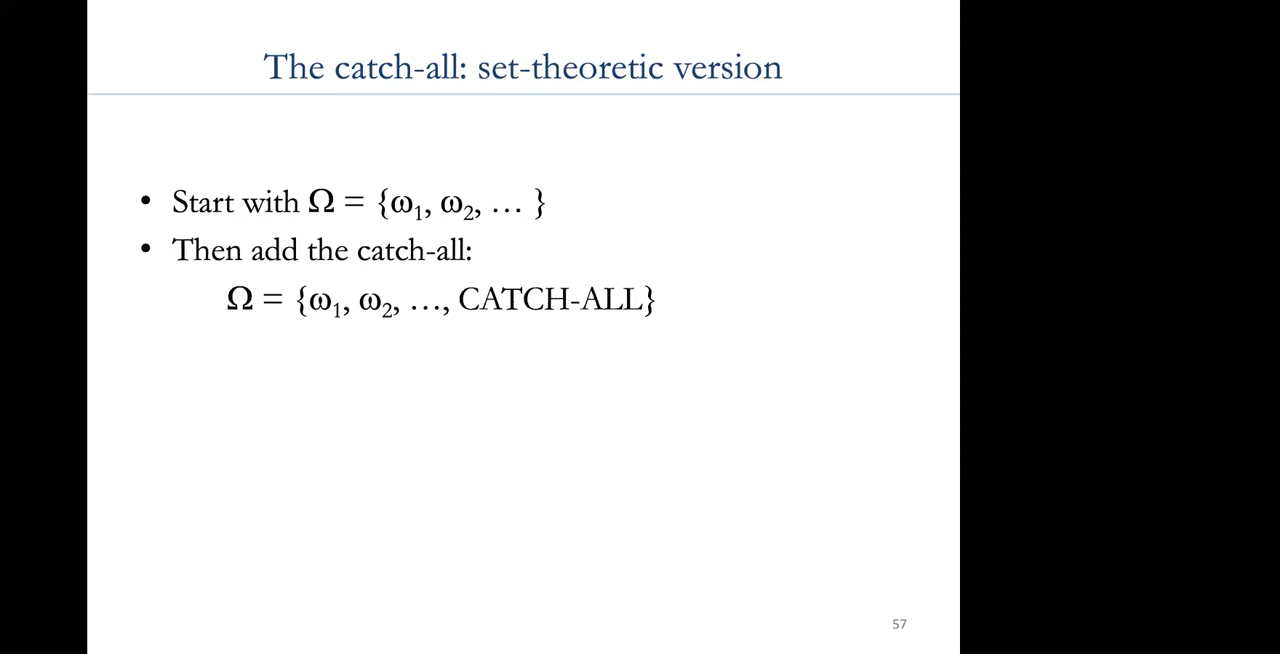 The catch-all: set-theoretic version
• Start with Ω = {ω₁, ω₂, … }
• Then add the catch-all:
Ω = {ω₁, ω₂, …, CATCH-ALL}
57